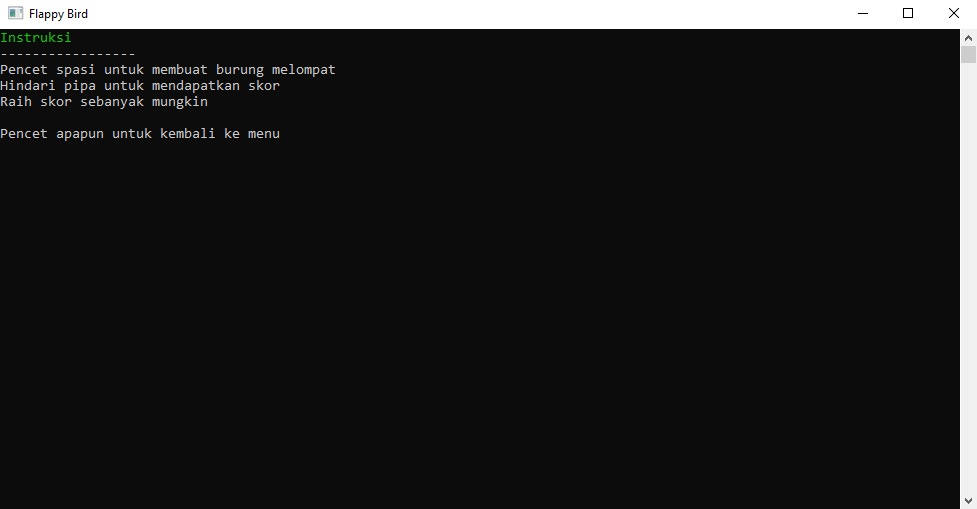 Flappy Bird
Instruksi
-----------------
Pencet spasi untuk membuat burung melompat
Hindari pipa untuk mendapatkan skor
Raih skor sebanyak mungkin
Pencet apapun untuk kembali ke menu